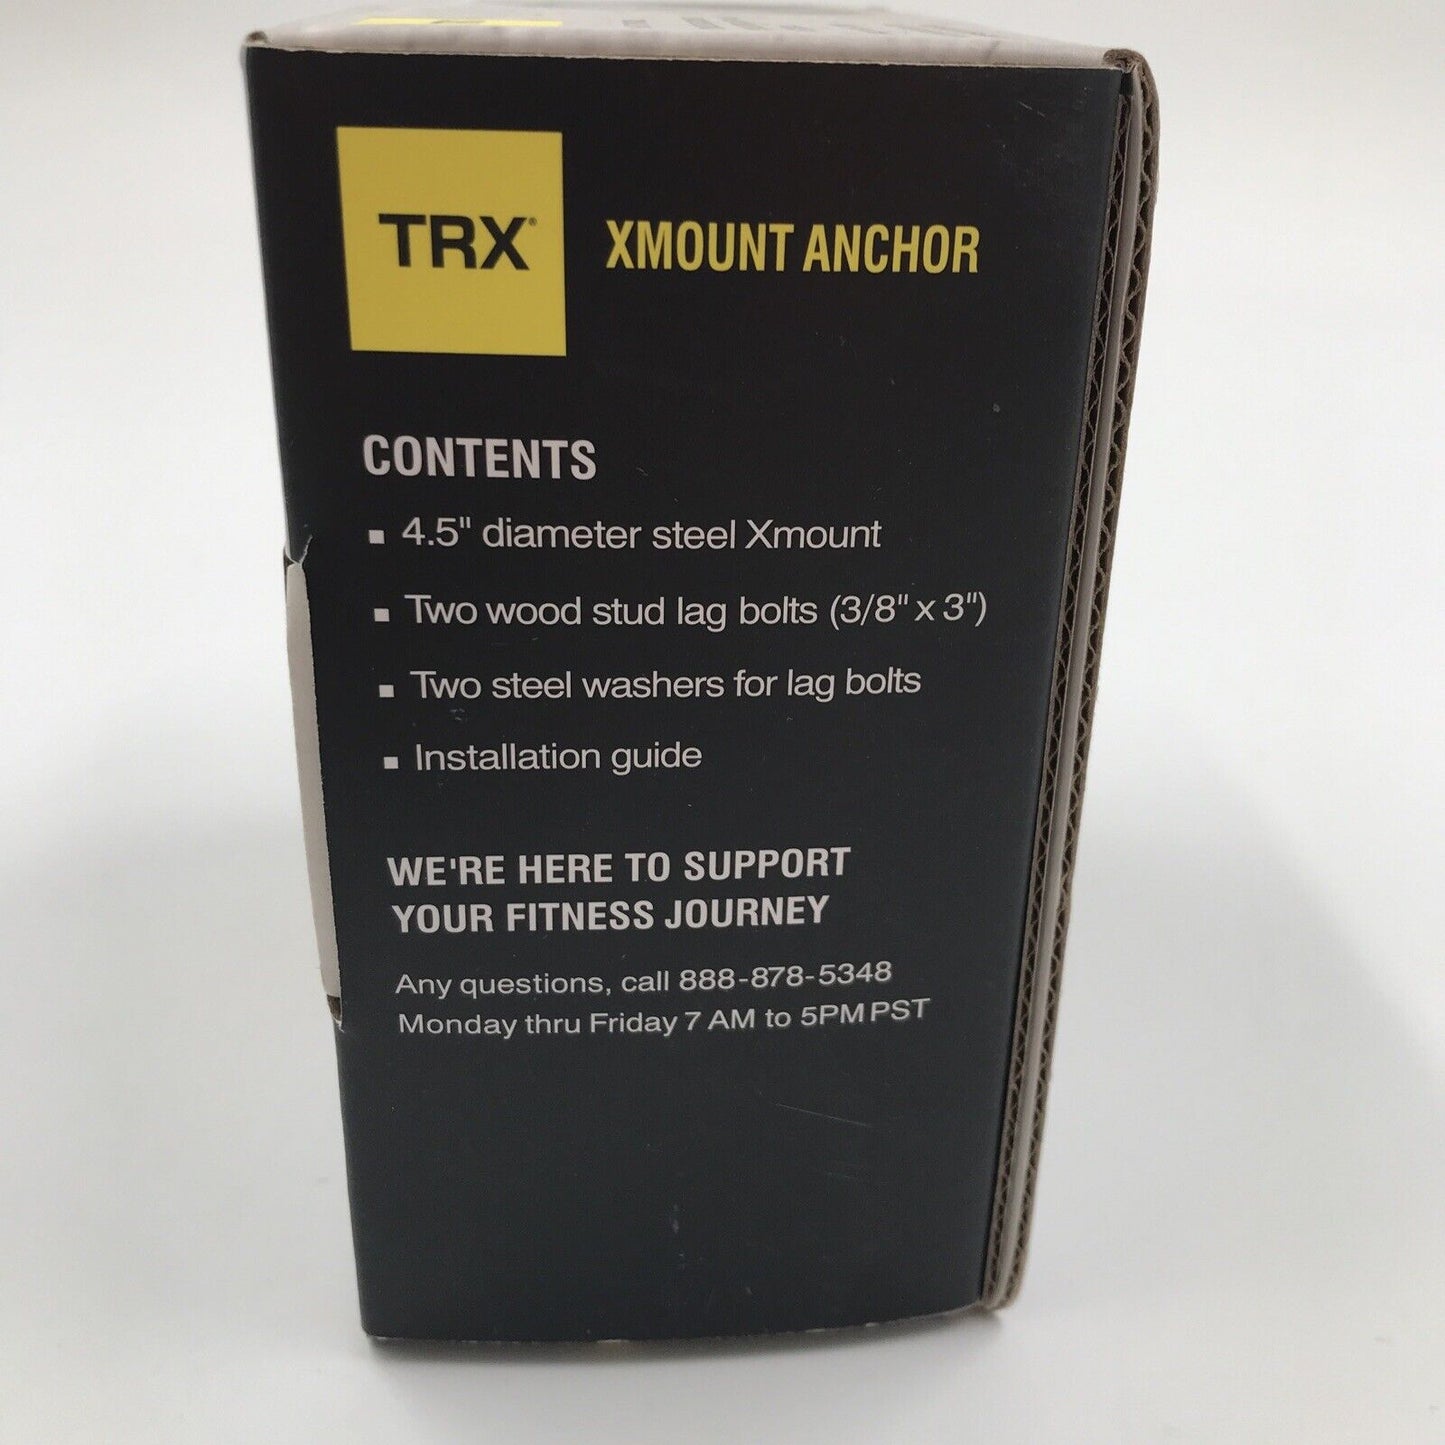 TRX®
XMOUNT ANCHOR
CONTENTS
▪ 4.5" diameter steel Xmount
▪ Two wood stud lag bolts (3/8" x 3")
▪ Two steel washers for lag bolts
▪ Installation guide
WE'RE HERE TO SUPPORT
YOUR FITNESS JOURNEY
Any questions, call 888-878-5348
Monday thru Friday 7 AM to 5PM PST